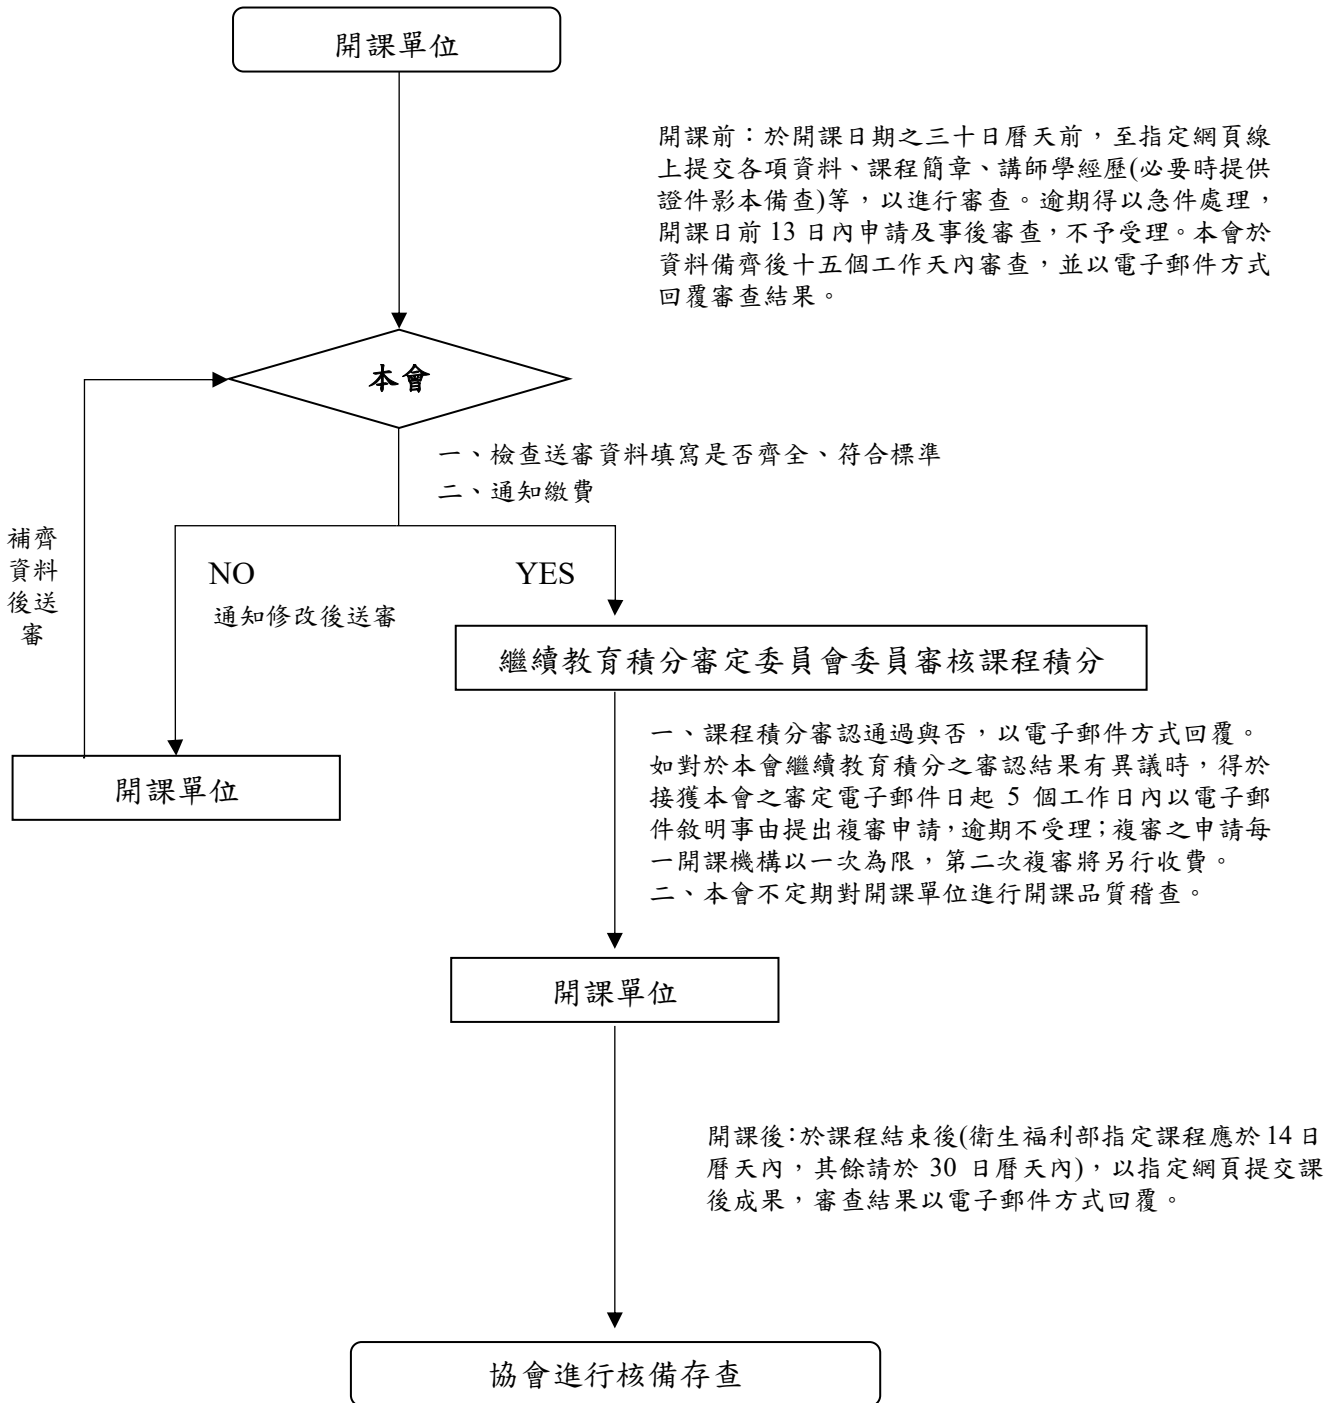 開課單位
開課前：於開課日期之三十日曆天前，至指定網頁線
上提交各項資料、課程簡章、講師學經歷(必要時提供
證件影本備查)等，以進行審查。逾期得以急件處理，
開課日前 13 日內申請及事後審查，不予受理。本會於
資料備齊後十五個工作天內審查，並以電子郵件方式
回覆審查結果。
本會
一、檢查送審資料填寫是否齊全、符合標準
二、通知繳費
補齊
資料
後送
審
NO
YES
通知修改後送審
繼續教育積分審定委員會委員審核課程積分
一、課程積分審認通過與否，以電子郵件方式回覆。
如對於本會繼續教育積分之審認結果有異議時，得於
接獲本會之審定電子郵件日起 5 個工作日內以電子郵
件敘明事由提出複審申請，逾期不受理；複審之申請每
一開課機構以一次為限，第二次複審將另行收費。
二、本會不定期對開課單位進行開課品質稽查。
開課單位
開課單位
開課後：於課程結束後(衛生福利部指定課程應於 14 日
曆天內，其餘請於 30 日曆天內)，以指定網頁提交課
後成果，審查結果以電子郵件方式回覆。
協會進行核備存查